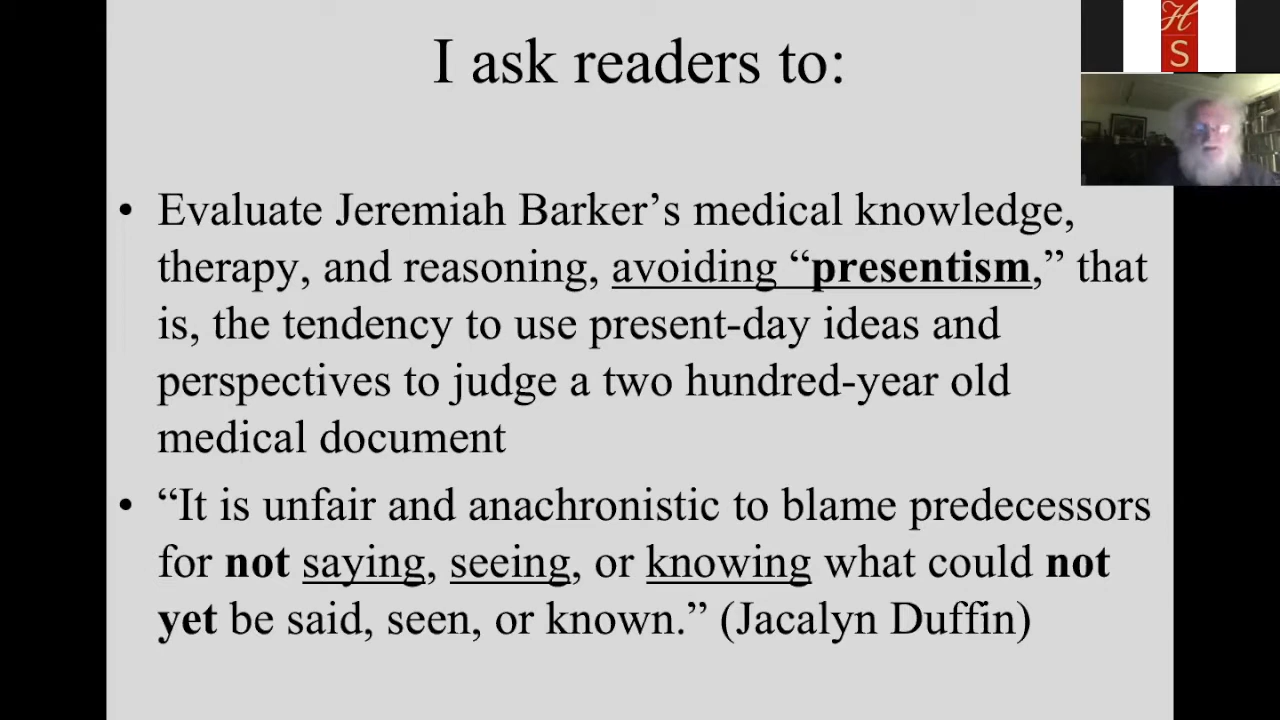 I ask readers to:
H
S
• Evaluate Jeremiah Barker’s medical knowledge,
therapy, and reasoning, avoiding “presentism,” that
is, the tendency to use present-day ideas and
perspectives to judge a two hundred-year old
medical document
• “It is unfair and anachronistic to blame predecessors
for not saying, seeing, or knowing what could not
yet be said, seen, or known.” (Jacalyn Duffin)